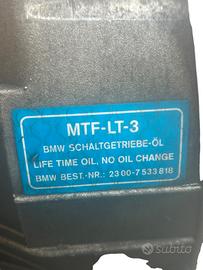 MTF-LT-3
BMW SCHALTGETRIEBE-ÖL
LIFE TIME OIL, NO OIL CHANGE
BMW BEST.-NR.: 23 00-7 533 818
subito